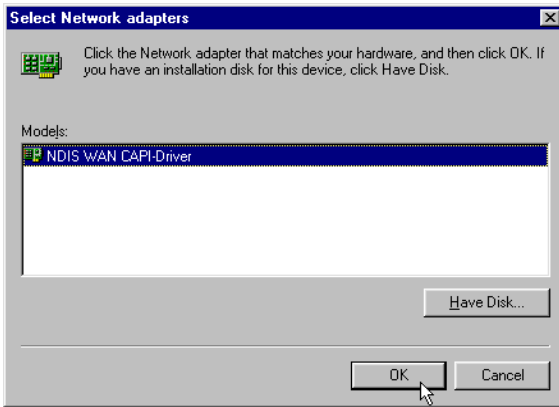 Select Network adapters
Click the Network adapter that matches your hardware, and then click OK. If
you have an installation disk for this device, click Have Disk.
Models:
NDIS WAN CAPI-Driver
Have Disk...
OK
Cancel